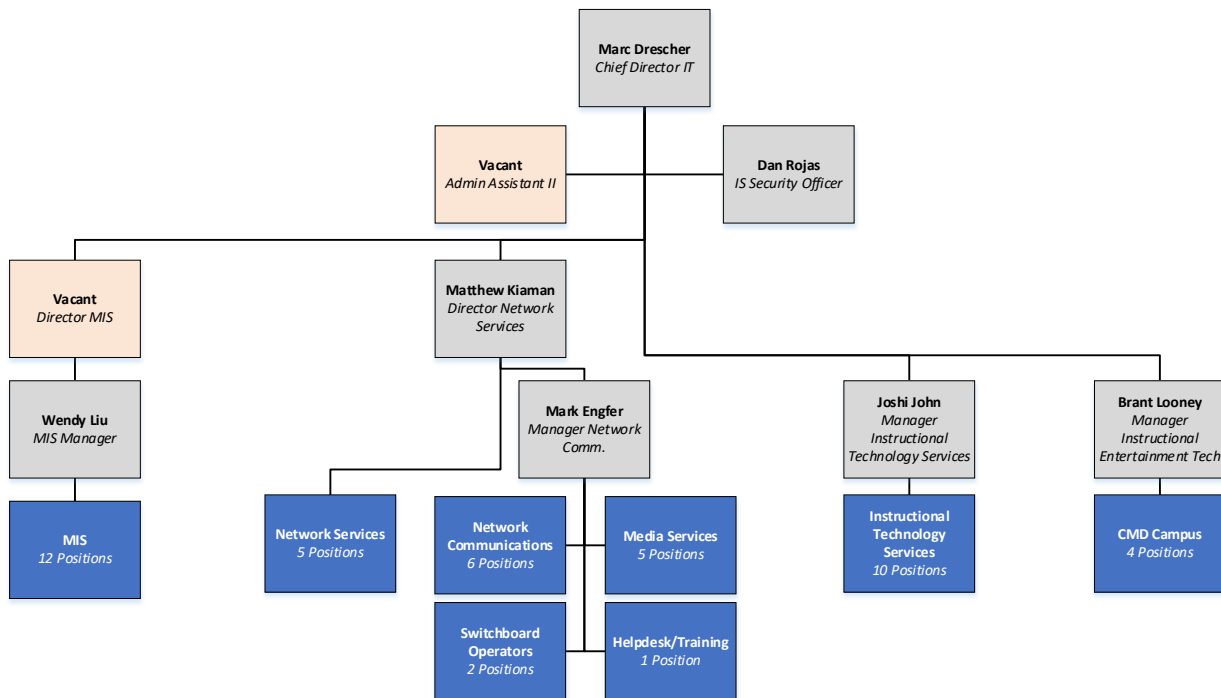 Marc Drescher
Chief Director IT
Vacant
Admin Assistant II
Dan Rojas
IS Security Officer
Vacant
Director MIS
Matthew Kiaman
Director Network
Services
Wendy Liu
MIS Manager
Mark Engfer
Manager Network
Comm.
Joshi John
Manager
Instructional
Technology Services
Brant Looney
Manager
Instructional
Entertainment Tech
MIS
12 Positions
Network Services
5 Positions
Network
Communications
6 Positions
Media Services
5 Positions
Instructional
Technology
Services
10 Positions
CMD Campus
4 Positions
Switchboard
Operators
2 Positions
Helpdesk/Training
1 Position